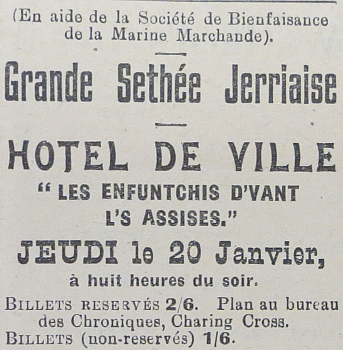 (En aide de la Société de Bienfaisance
de la Marine Marchande).
Grande Sethée Jerriaise
HOTEL DE VILLE
“ LES ENFUNTCHIS D'VANT
L'S ASSISES.”
JEUDI le 20 Janvier,
à huit heures du soir.
BILLETS RESERVÉS 2/6. Plan au bureau
des Chroniques, Charing Cross.
BILLETS (non-reservés) 1/6.